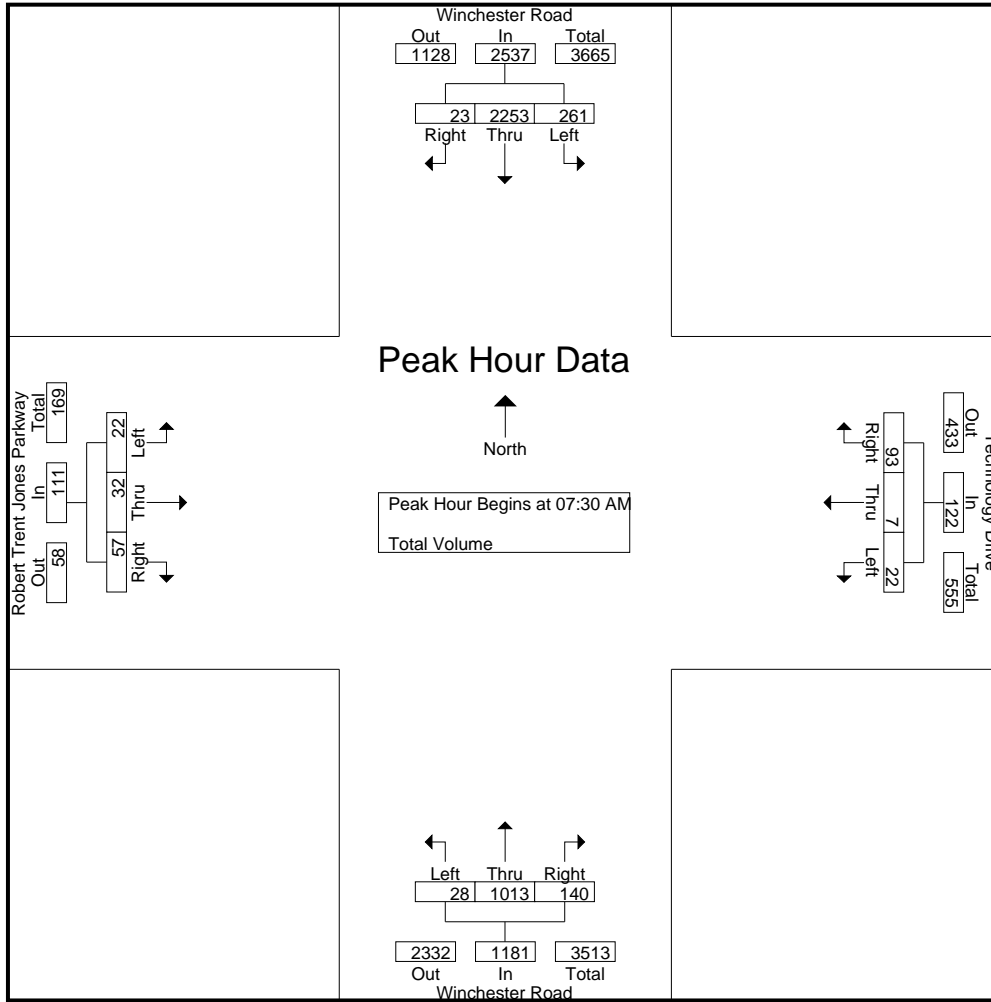 Winchester Road
Out In Total
1128 2537 3665
23 2253 261
Right Thru Left
Peak Hour Data
North
Peak Hour Begins at 07:30 AM
Total Volume
Robert Trent Jones Parkway
Out In Total
58 111 169
22 32 57
Left Thru Right
Technology Drive
Out In Total
433 122 555
Right Thru Left
93 7 22
Left Thru Right
28 1013 140
2332 1181 3513
Out In Total
Winchester Road